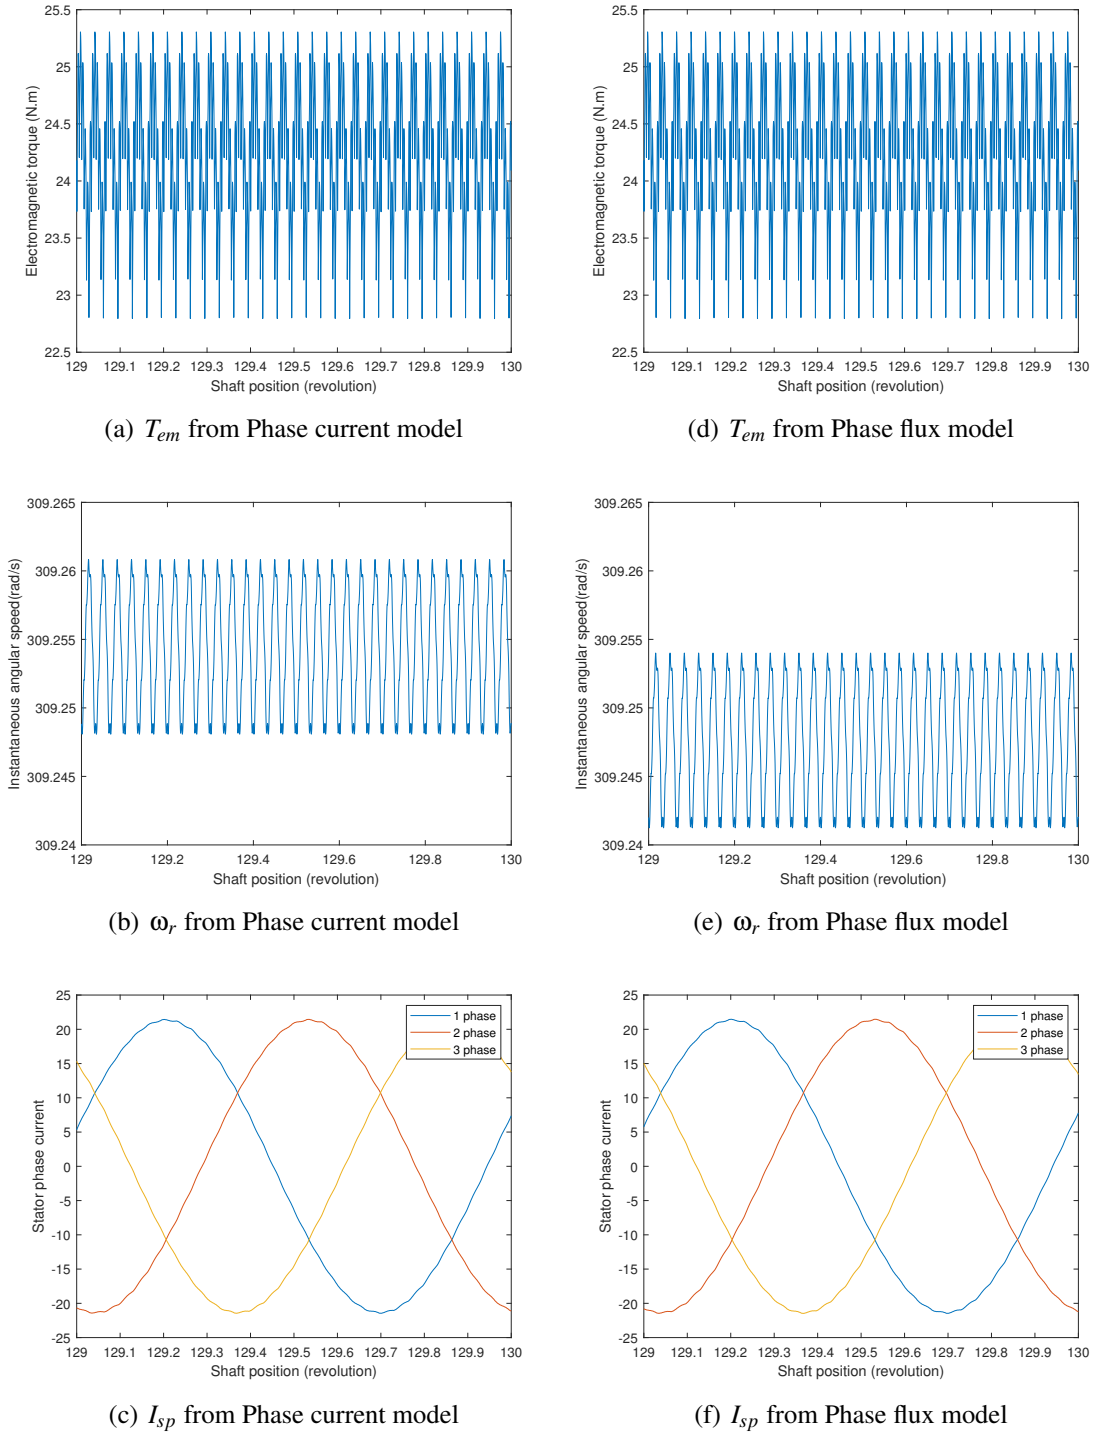 25.5
25
24.5
24
23.5
23
22.5
Electromagnetic torque (N.m)
129 129.1 129.2 129.3 129.4 129.5 129.6 129.7 129.8 129.9 130
Shaft position (revolution)
(a) T_em from Phase current model
25.5
25
24.5
24
23.5
23
22.5
Electromagnetic torque (N.m)
129 129.1 129.2 129.3 129.4 129.5 129.6 129.7 129.8 129.9 130
Shaft position (revolution)
(d) T_em from Phase flux model
309.265
309.26
309.255
309.25
309.245
309.24
Instantaneous angular speed(rad/s)
129 129.2 129.4 129.6 129.8 130
Shaft position (revolution)
(b) ω_r from Phase current model
309.265
309.26
309.255
309.25
309.245
309.24
Instantaneous angular speed(rad/s)
129 129.2 129.4 129.6 129.8 130
Shaft position (revolution)
(e) ω_r from Phase flux model
25
20
15
10
5
0
-5
-10
-15
-20
-25
Stator phase current
1 phase
2 phase
3 phase
129 129.1 129.2 129.3 129.4 129.5 129.6 129.7 129.8 129.9 130
Shaft position (revolution)
(c) I_sp from Phase current model
25
20
15
10
5
0
-5
-10
-15
-20
-25
Stator phase current
1 phase
2 phase
3 phase
129 129.1 129.2 129.3 129.4 129.5 129.6 129.7 129.8 129.9 130
Shaft position (revolution)
(f) I_sp from Phase flux model